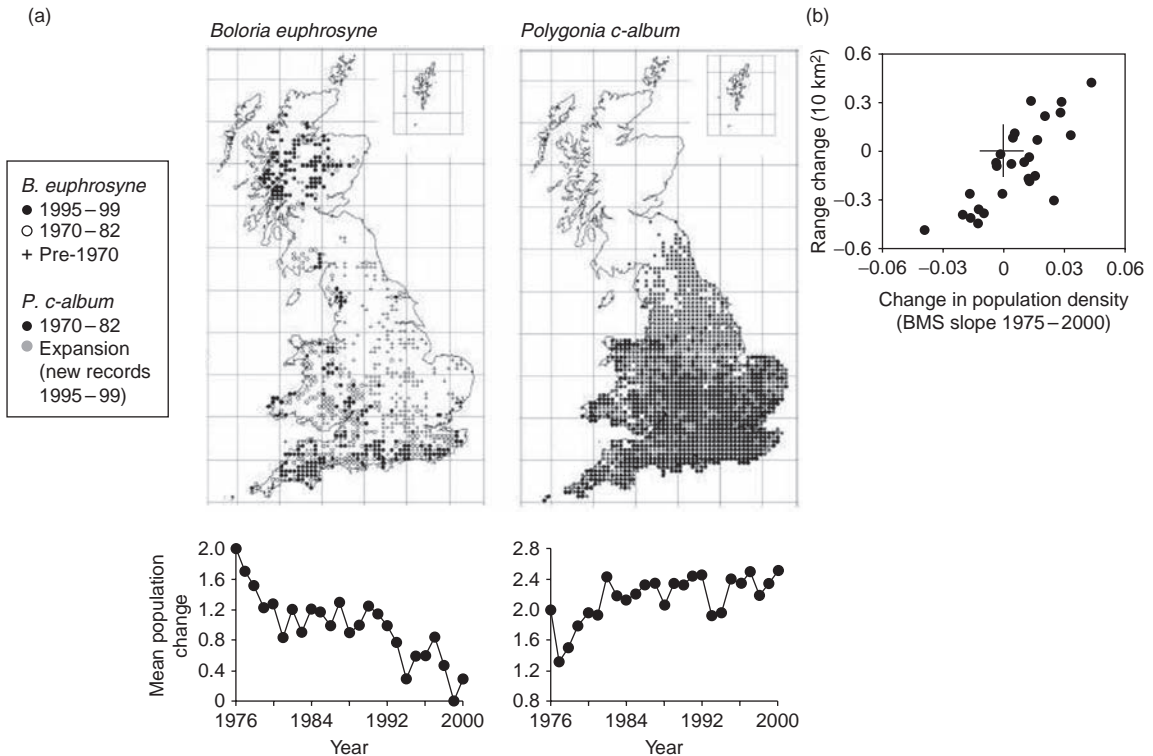 (a)
Boloria euphrosyne
Polygonia c-album
B. euphrosyne
● 1995–99
○ 1970–82
+ Pre-1970
P. c-album
● 1970–82
● Expansion
(new records
1995–99)
2.0
1.6
1.2
0.8
0.4
0
Mean population
change
1976
1984
1992
2000
Year
2.8
2.4
2.0
1.6
1.2
0.8
1976
1984
1992
2000
Year
(b)
0.6
0.3
0
–0.3
–0.6
Range change (10 km²)
–0.06
–0.03
0
0.03
0.06
Change in population density
(BMS slope 1975–2000)